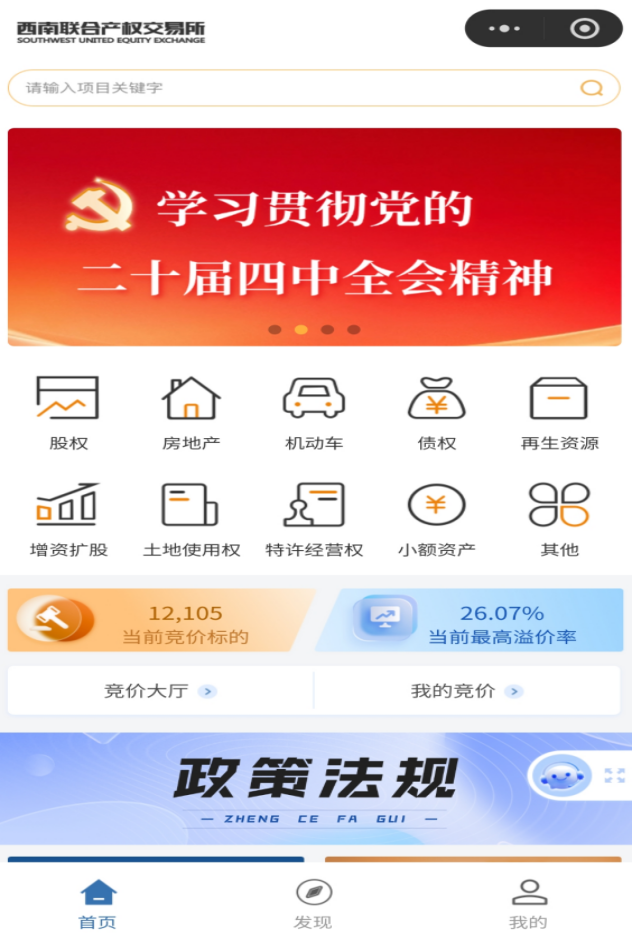 西南联合产权交易所
SOUTHWEST UNITED EQUITY EXCHANGE
请输入项目关键字
学习贯彻党的
二十届四中全会精神
股权
房地产
机动车
债权
再生资源
增资扩股
土地使用权
特许经营权
小额资产
其他
12,105
当前竞价标的
26.07%
当前最高溢价率
竞价大厅
我的竞价
政策法规
— ZHENG CE FA GUI —
首页
发现
我的